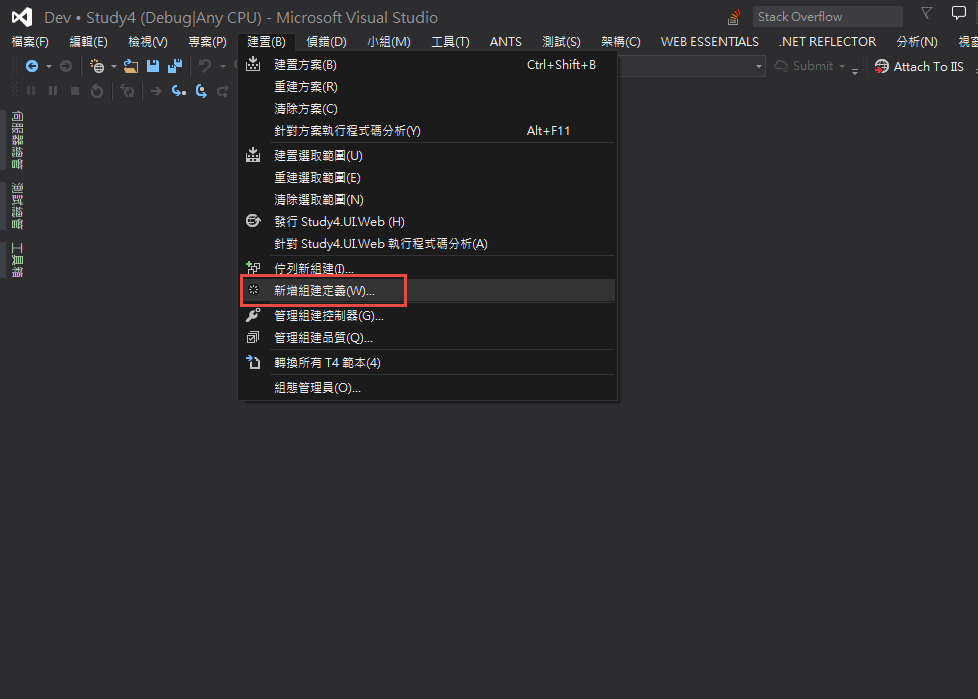 Dev • Study4 (Debug|Any CPU) - Microsoft Visual Studio
Stack Overflow
檔案(F) 編輯(E) 檢視(V) 專案(P) 建置(B) 偵錯(D) 小組(M) 工具(T) ANTS 測試(S) 架構(C) WEB ESSENTIALS .NET REFLECTOR 分析(N) 視窗
Submit Attach To IIS
伺服器總管
測試總管
工具箱
建置方案(B) Ctrl+Shift+B
重建方案(R)
清除方案(C)
針對方案執行程式碼分析(Y) Alt+F11
建置選取範圍(U)
重建選取範圍(E)
清除選取範圍(N)
發行 Study4.UI.Web (H)
針對 Study4.UI.Web 執行程式碼分析(A)
佇列新組建(I)...
新增組建定義(W)...
管理組建控制器(G)...
管理組建品質(Q)...
轉換所有 T4 範本(4)
組態管理員(O)...